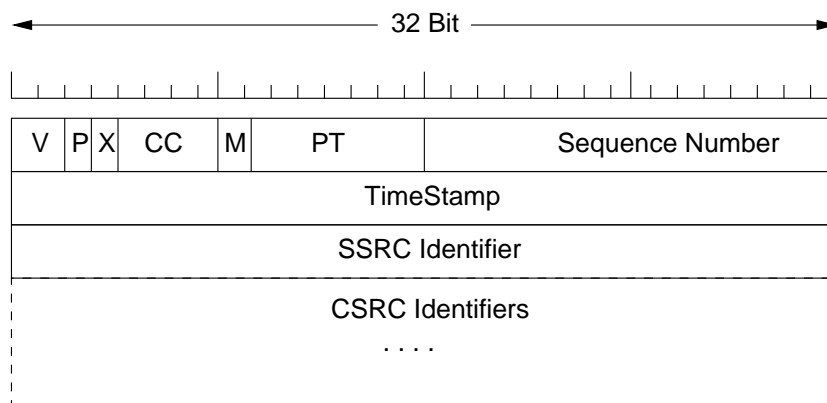 32 Bit
V P X CC M PT Sequence Number
TimeStamp
SSRC Identifier
CSRC Identifiers
. . . .